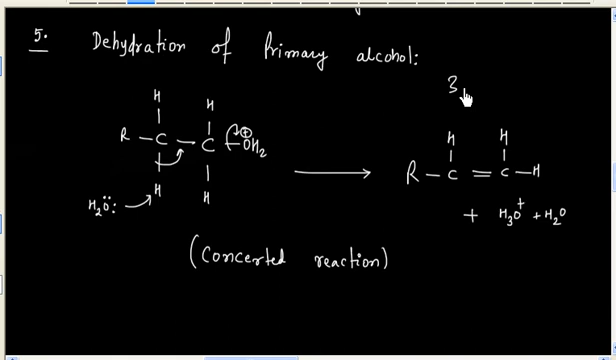 5. Dehydration of Primary alcohol:
3
H H
H H
R - C - C - OH2 ⊕
R - C = C - H
H H
H2O:
+ H3O+ + H2O
(Concerted reaction)